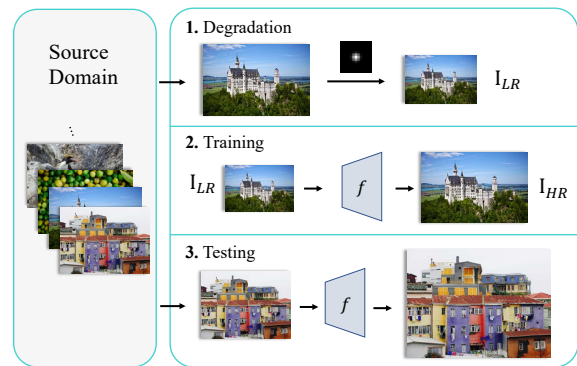 Source
Domain
1. Degradation
I_LR
2. Training
I_LR
f
I_HR
3. Testing
f